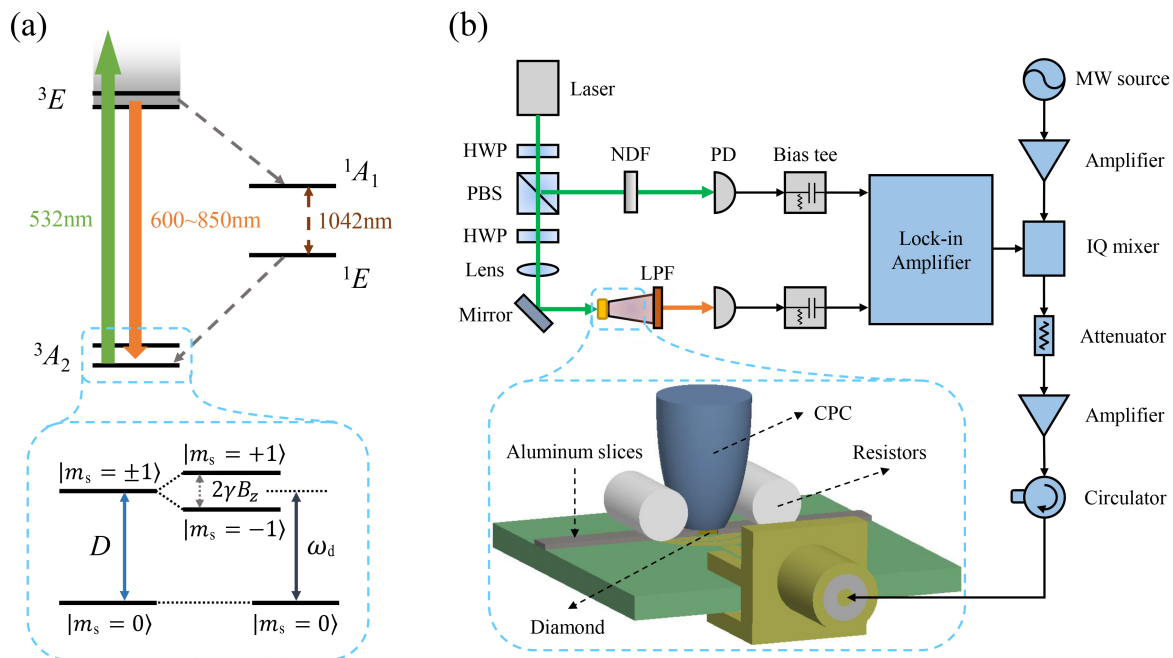 (a)
³E
¹A₁
532nm
600~850nm
1042nm
¹E
³A₂
|mₛ = ±1⟩
|mₛ = +1⟩
2γB_z
|mₛ = −1⟩
D
ω_d
|mₛ = 0⟩
|mₛ = 0⟩
(b)
Laser
HWP
PBS
HWP
Lens
Mirror
NDF
PD
Bias tee
LPF
Lock-in
Amplifier
MW source
Amplifier
IQ mixer
Attenuator
Amplifier
Circulator
CPC
Aluminum slices
Resistors
Diamond